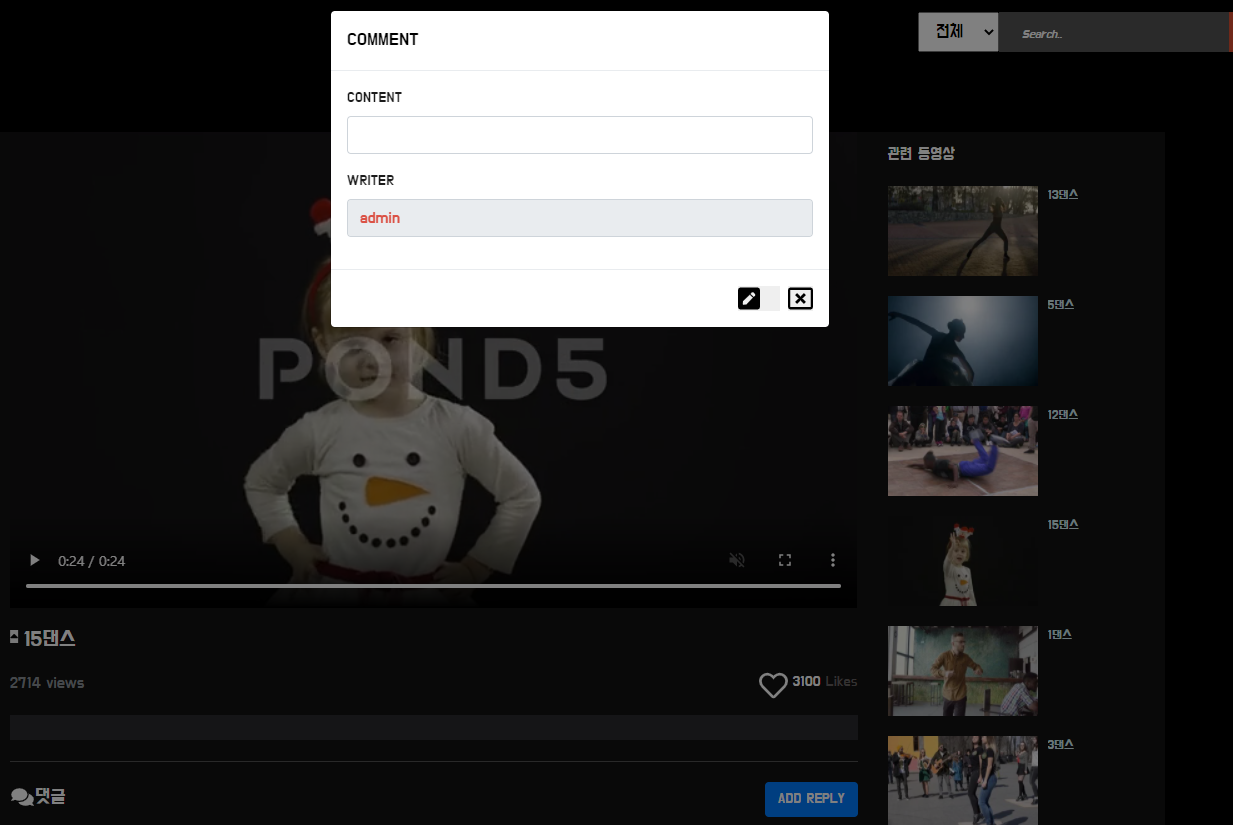 COMMENT
전체
Search..
CONTENT
WRITER
admin
관련 동영상
13댄스
5댄스
12댄스
15댄스
1댄스
3댄스
POND5
0:24 / 0:24
15댄스
2714 views
3100 Likes
댓글
ADD REPLY